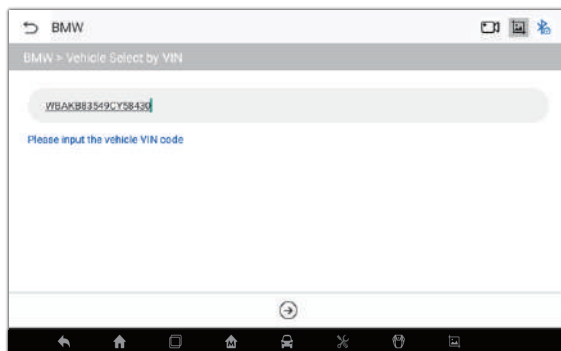 BMW
BMW > Vehicle Select by VIN
WBAKB83549CY58430
Please input the vehicle VIN code